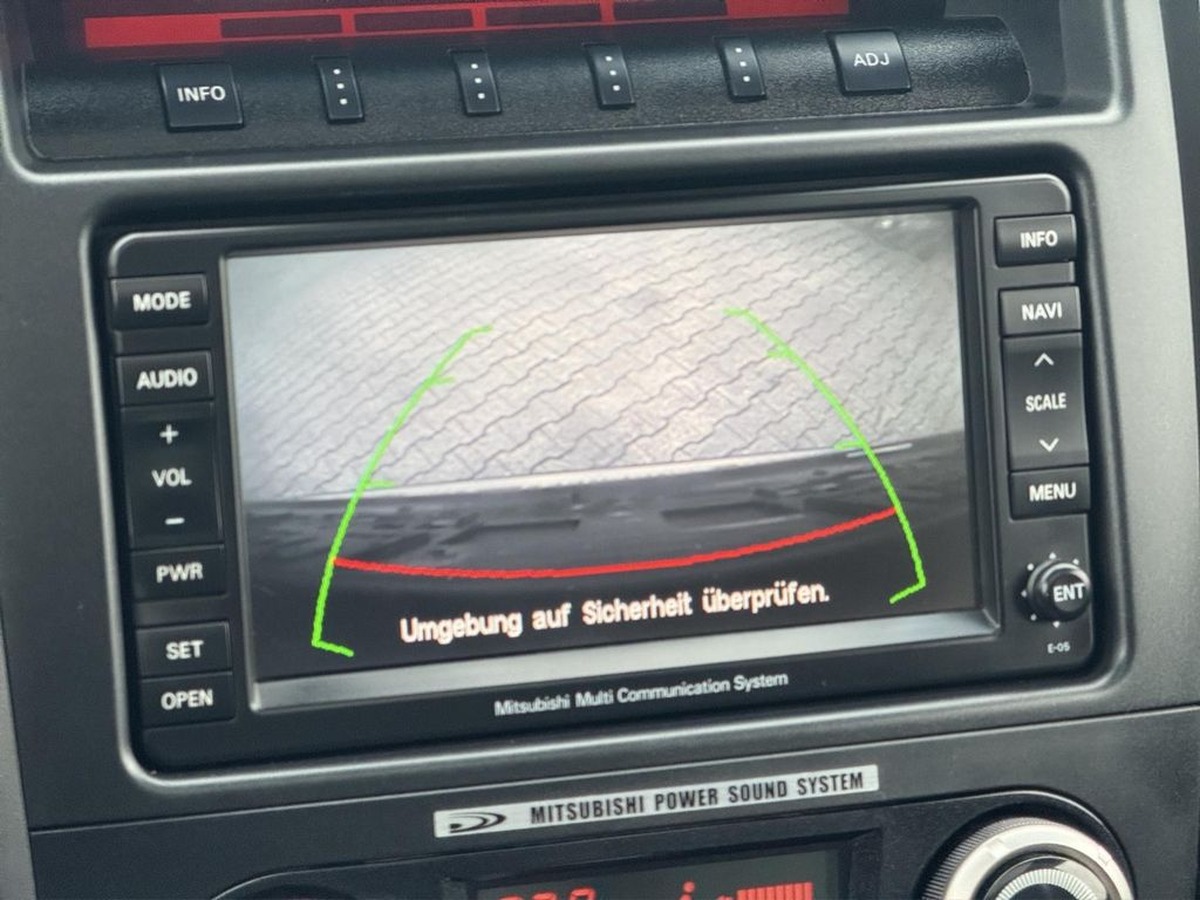 INFO
ADJ
MODE
AUDIO
+
VOL
−
PWR
SET
OPEN
Umgebung auf Sicherheit überprüfen.
INFO
NAVI
SCALE
MENU
ENT
E-05
Mitsubishi Multi Communication System
MITSUBISHI POWER SOUND SYSTEM